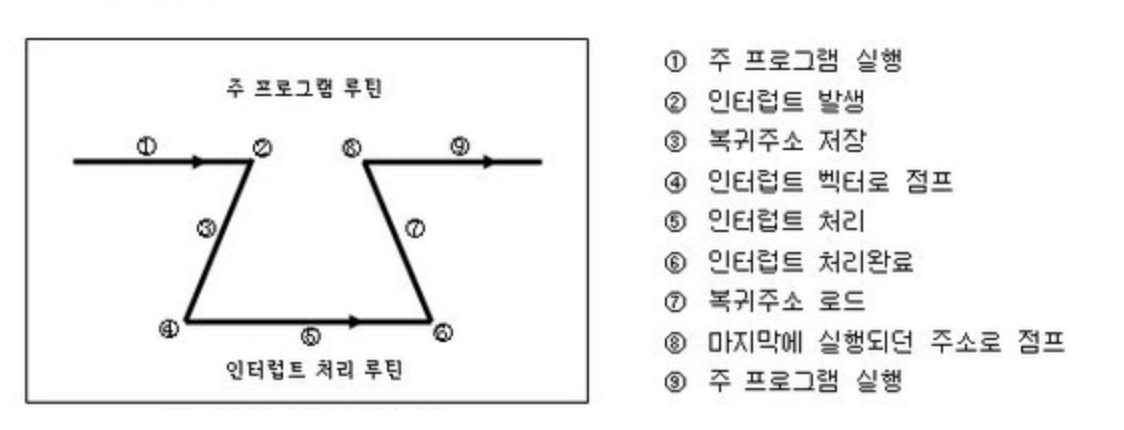 주 프로그램 루틴
① ② ⑧ ⑨
③ ⑦
④ ⑤ ⑥
인터럽트 처리 루틴
① 주 프로그램 실행
② 인터럽트 발생
③ 복귀주소 저장
④ 인터럽트 벡터로 점프
⑤ 인터럽트 처리
⑥ 인터럽트 처리완료
⑦ 복귀주소 로드
⑧ 마지막에 실행되던 주소로 점프
⑨ 주 프로그램 실행